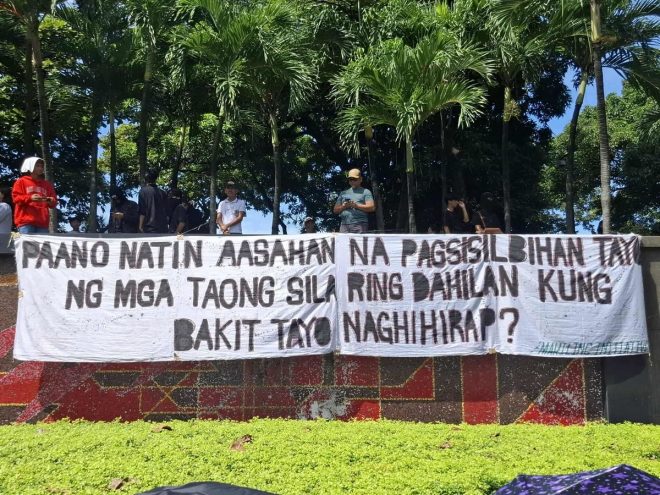 PAANO NATIN AASAHAN NA PAGSISILBIHAN TAYO
NG MGA TAONG SILA RING DAHILAN KUNG
BAKIT TAYO NAGHIHIRAP?